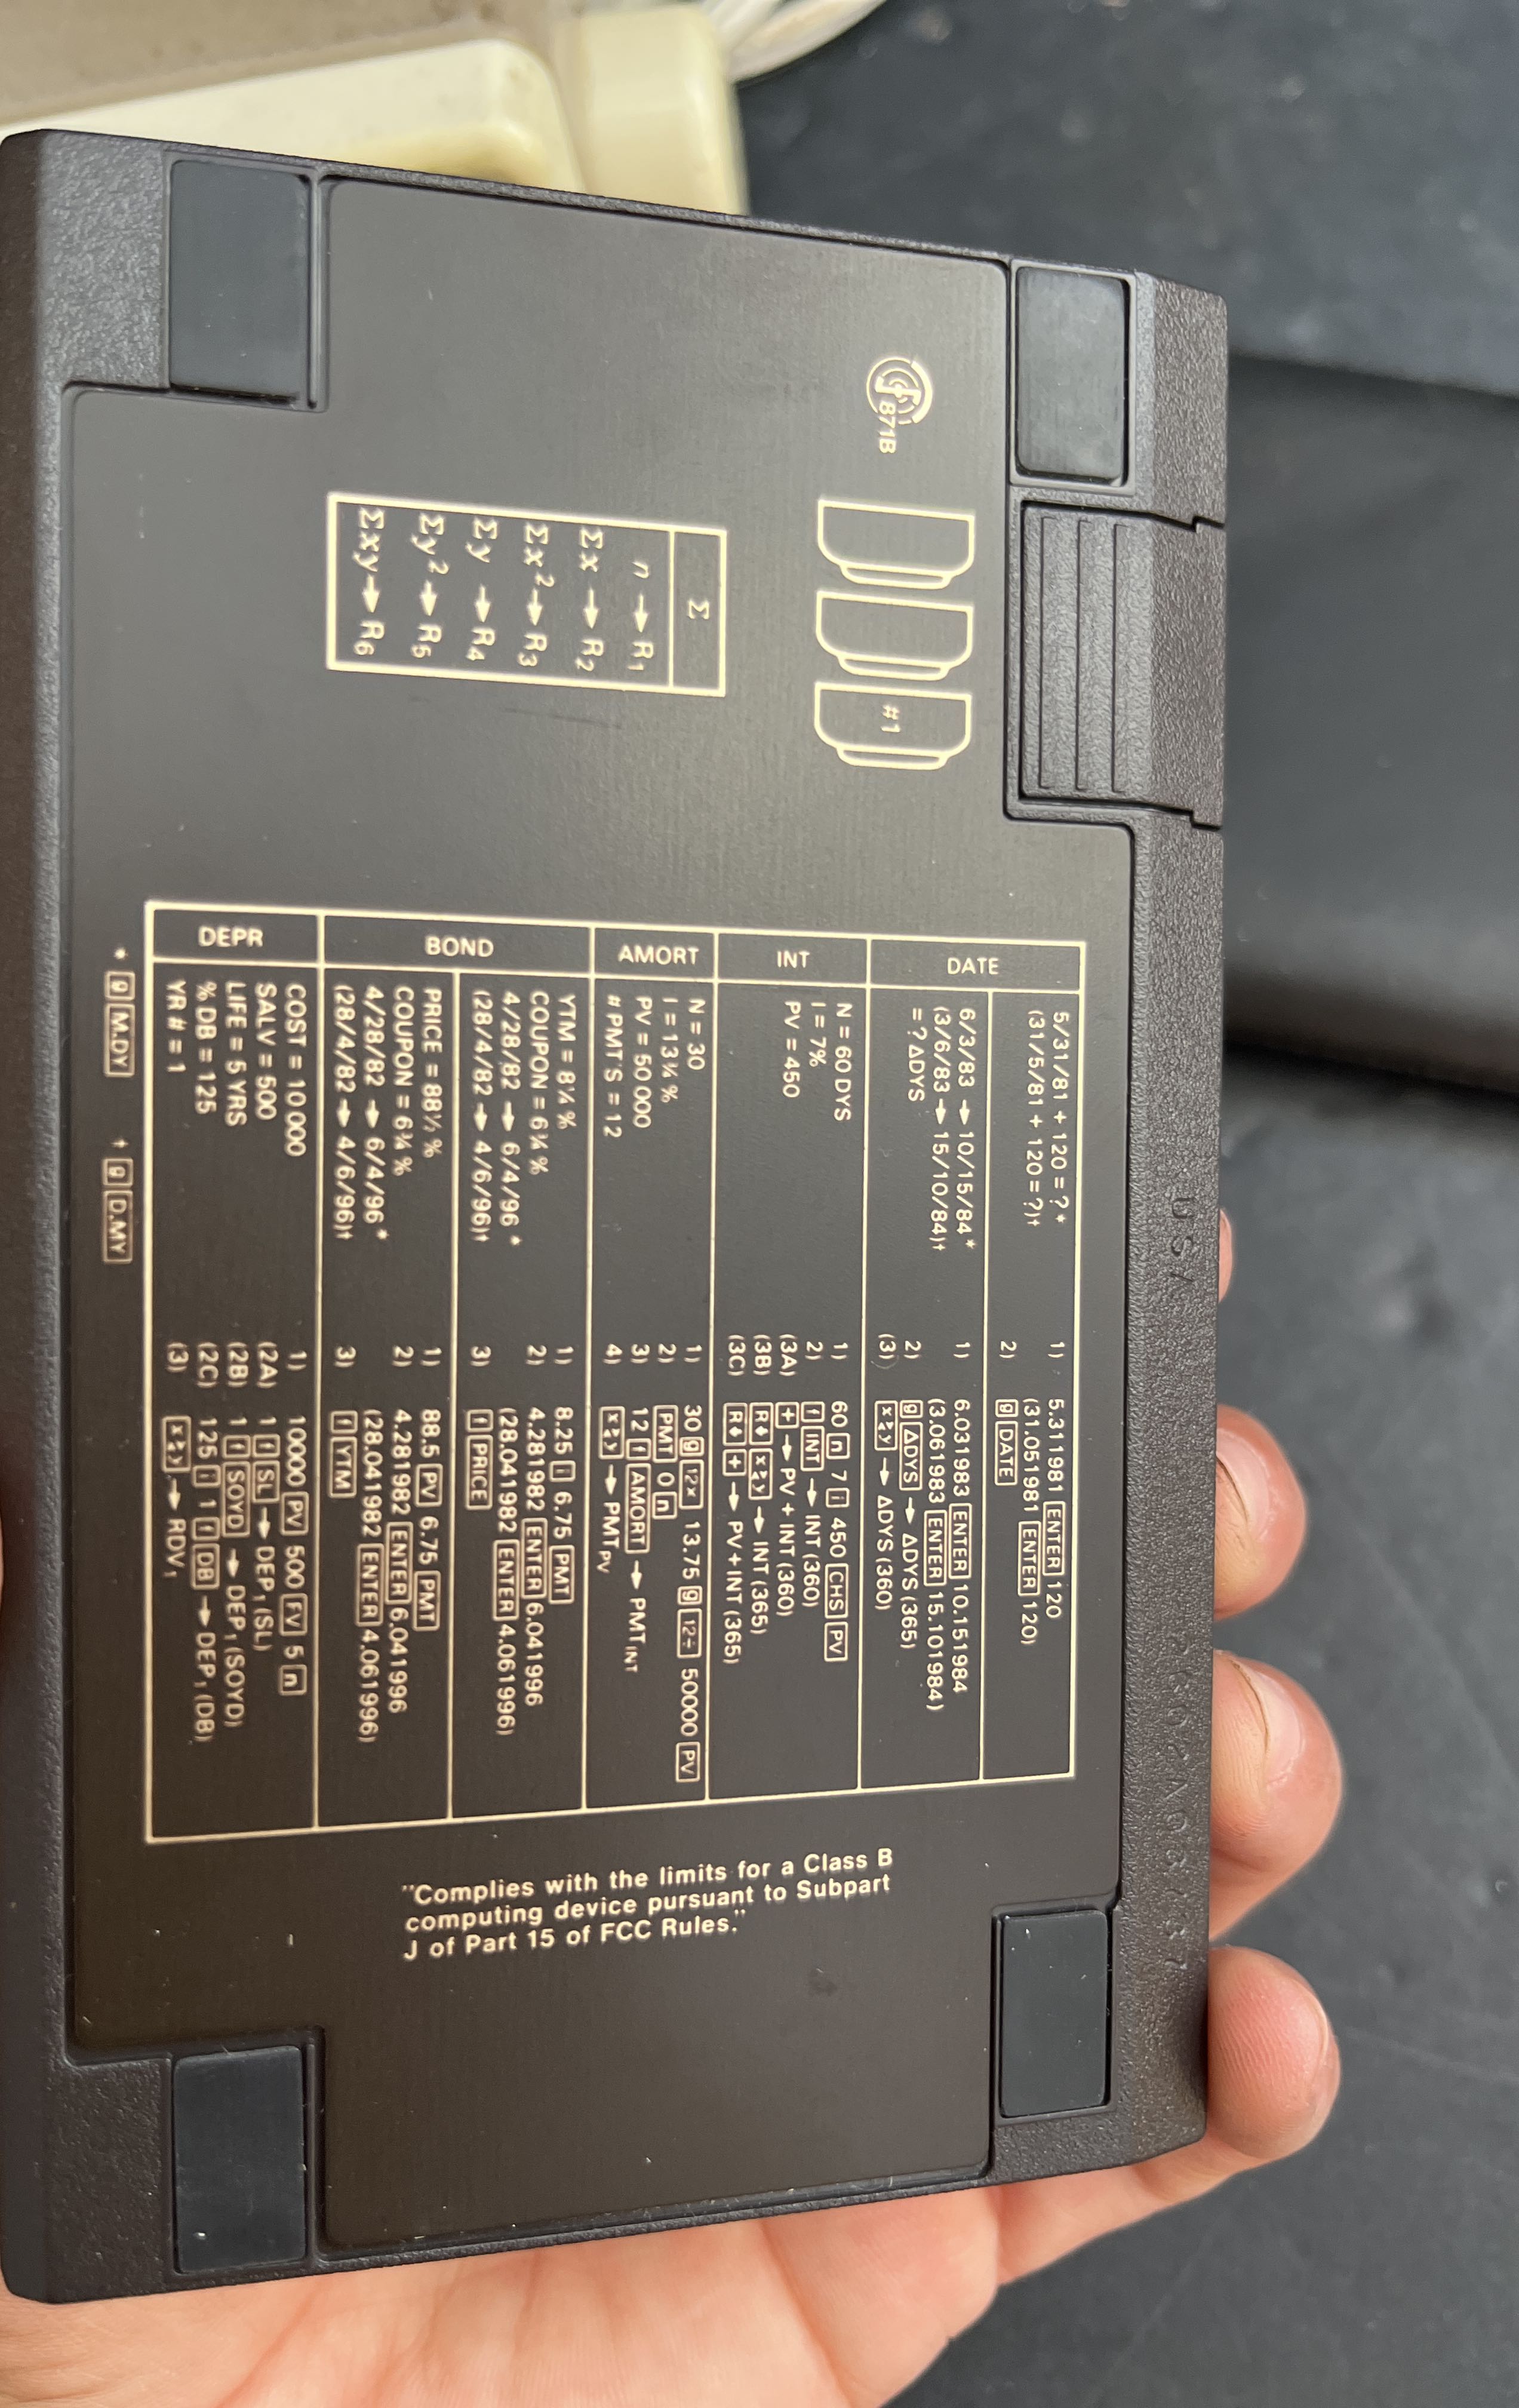 871B
#1
Σ
n → R1
Σx → R2
Σx² → R3
Σy → R4
Σy² → R5
Σxy → R6
DATE
5/31/81 + 120 = ?*
(31/5/81 + 120 = ?)†
1) 5.311981 ENTER 120
(31.051981 ENTER 120)
2) g DATE
6/3/83 → 10/15/84*
(3/6/83 → 15/10/84)†
= ? ΔDYS
1) 6.031983 ENTER 10.151984
(3.061983 ENTER 15.101984)
2) g ΔDYS → ΔDYS (365)
(3) x≷y → ΔDYS (360)
INT
N = 60 DYS
I = 7%
PV = 450
1) 60 n 7 i 450 CHS PV
2) f INT → INT (360)
(3A) + → PV + INT (360)
(3B) R↓ x≷y → INT (365)
(3C) R↓ + → PV + INT (365)
AMORT
N = 30
I = 13¾ %
PV = 50 000
# PMT'S = 12
1) 30 g 12× 13.75 g 12÷ 50000 PV
2) PMT 0 n
3) 12 f AMORT → PMT INT
4) x≷y → PMT PV
BOND
YTM = 8¼ %
COUPON = 6¾ %
4/28/82 → 6/4/96*
(28/4/82 → 4/6/96)†
1) 8.25 i 6.75 PMT
2) 4.281982 ENTER 6.041996
(28.041982 ENTER 4.061996)
3) f PRICE
PRICE = 88½ %
COUPON = 6¾ %
4/28/82 → 6/4/96*
(28/4/82 → 4/6/96)†
1) 88.5 PV 6.75 PMT
2) 4.281982 ENTER 6.041996
(28.041982 ENTER 4.061996)
3) f YTM
DEPR
COST = 10 000
SALV = 500
LIFE = 5 YRS
% DB = 125
YR # = 1
1) 10000 PV 500 FV 5 n
(2A) 1 f SL → DEP1 (SL)
(2B) 1 f SOYD → DEP1 (SOYD)
(2C) 125 i 1 f DB → DEP1 (DB)
(3) x≷y → RDV1
* g M.DY † g D.MY
"Complies with the limits for a Class B
computing device pursuant to Subpart
J of Part 15 of FCC Rules."